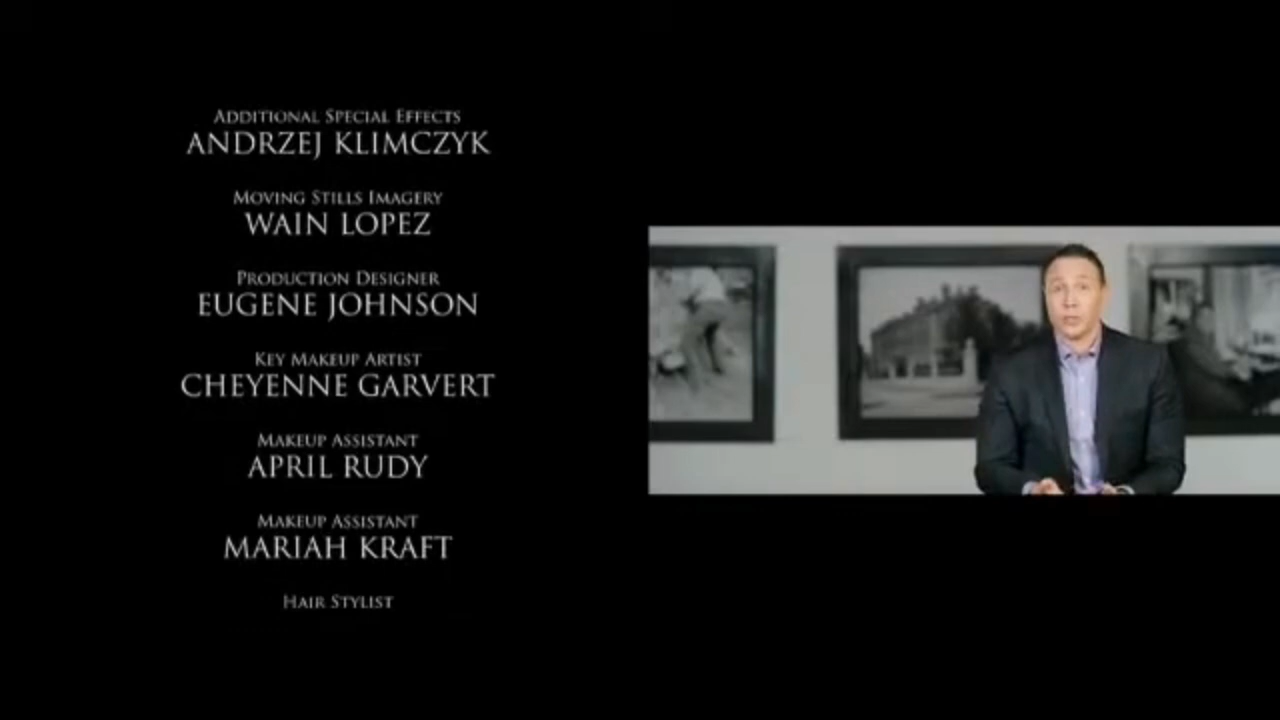 Additional Special Effects
ANDRZEJ KLIMCZYK
Moving Stills Imagery
WAIN LOPEZ
Production Designer
EUGENE JOHNSON
Key Makeup Artist
CHEYENNE GARVERT
Makeup Assistant
APRIL RUDY
Makeup Assistant
MARIAH KRAFT
Hair Stylist